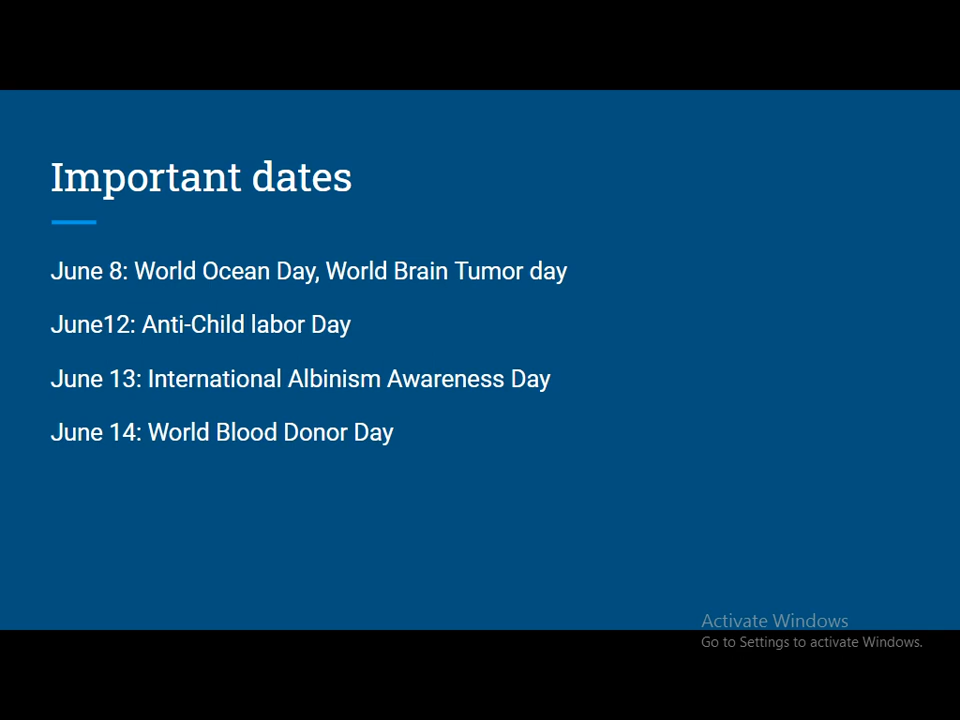 Important dates
June 8: World Ocean Day, World Brain Tumor day
June12: Anti-Child labor Day
June 13: International Albinism Awareness Day
June 14: World Blood Donor Day
Activate Windows
Go to Settings to activate Windows.